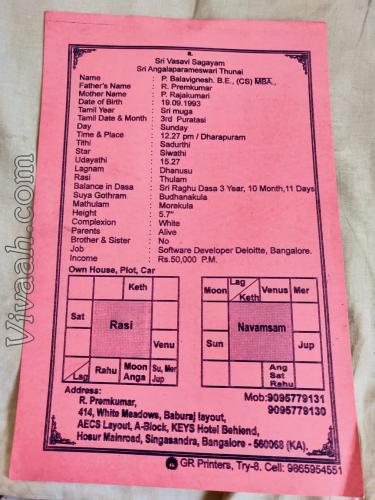 ஊ
Sri Vasavi Sagayam
Sri Angalaparameswari Thunai
Name : P. Balavignesh. B.E., (CS) MBA.,
Father's Name : R. Premkumar
Mother Name : P. Rajakumari
Date of Birth : 19.09.1993
Tamil Year : Sri muga
Tamil Date & Month : 3rd Puratasi
Day : Sunday
Time & Place : 12.27 pm / Dharapuram
Tithi : Sadurthi
Star : Siwathi
Udayathi : 15.27
Lagnam : Dhanusu
Rasi : Thulam
Balance in Dasa : Sri Raghu Dasa 3 Year, 10 Month,11 Days
Suya Gothram : Budhanakula
Mathulam : Morekula
Height : 5.7"
Complexion : White
Parents : Alive
Brother & Sister : No
Job : Software Developer Deloitte, Bangalore.
Income : Rs.50,000 P.M.
Own House, Plot, Car
Keth
Sat
Rasi
Venu
Lag
Rahu
Moon
Anga
Su, Mer
Jup
Moon
Lag
Keth
Venus
Mer
Navamsam
Sun
Jup
Ang
Sat
Rahu
Address:
R. Premkumar,
414, White Meadows, Baburaj layout,
AECS Layout, A-Block, KEYS Hotel Behiend,
Hosur Mainroad, Singasandra, Bangalore - 560068 (KA).
Mob:9095779131
9095779130
GR Printers, Try-8. Cell: 9865954551
Vivaah.com